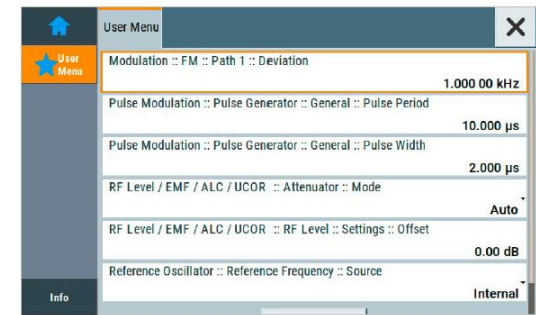 User Menu
User
Menu
Modulation :: FM :: Path 1 :: Deviation
1.000 00 kHz
Pulse Modulation :: Pulse Generator :: General :: Pulse Period
10.000 µs
Pulse Modulation :: Pulse Generator :: General :: Pulse Width
2.000 µs
RF Level / EMF / ALC / UCOR :: Attenuator :: Mode
Auto
RF Level / EMF / ALC / UCOR :: RF Level :: Settings :: Offset
0.00 dB
Reference Oscillator :: Reference Frequency :: Source
Internal
Info